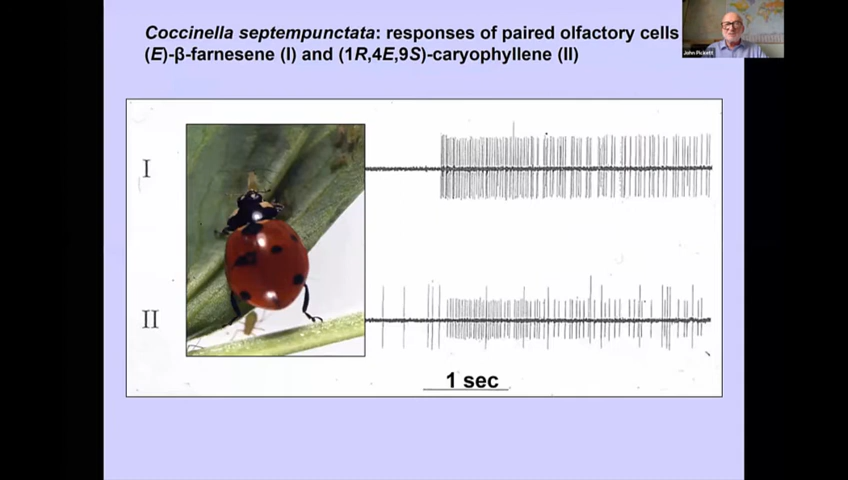 Coccinella septempunctata: responses of paired olfactory cells
(E)-β-farnesene (I) and (1R,4E,9S)-caryophyllene (II)
John Pickett
I
II
1 sec